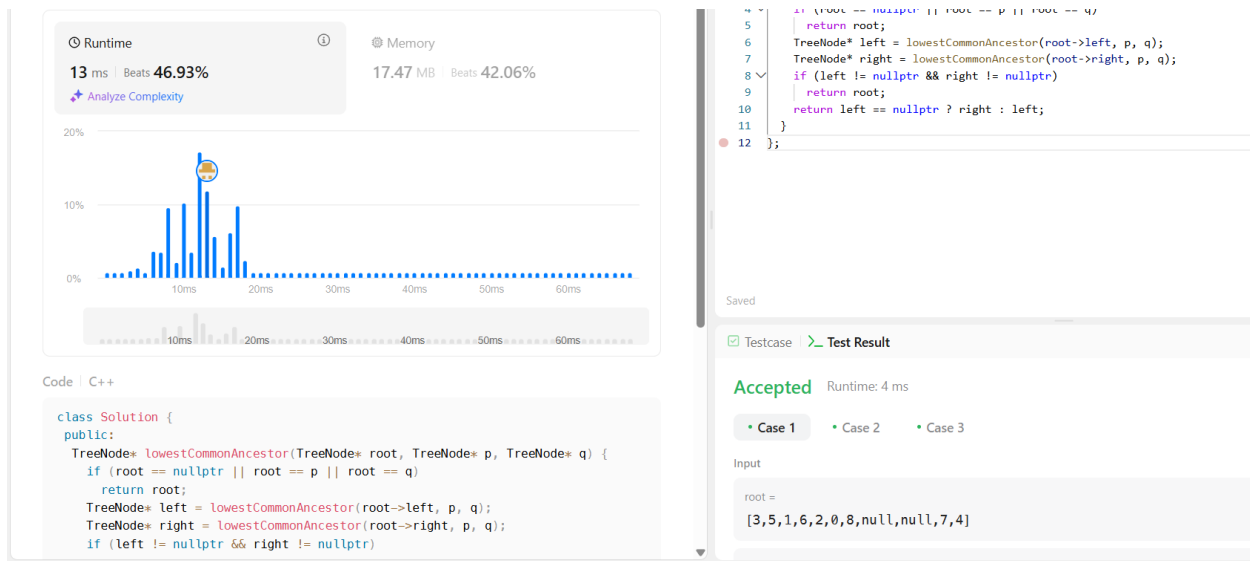 Runtime
13 ms | Beats 46.93%
Analyze Complexity
Memory
17.47 MB | Beats 42.06%
20%
10%
0%
10ms 20ms 30ms 40ms 50ms 60ms
10ms 20ms 30ms 40ms 50ms 60ms
Code | C++
class Solution {
public:
TreeNode* lowestCommonAncestor(TreeNode* root, TreeNode* p, TreeNode* q) {
if (root == nullptr || root == p || root == q)
return root;
TreeNode* left = lowestCommonAncestor(root->left, p, q);
TreeNode* right = lowestCommonAncestor(root->right, p, q);
if (left != nullptr && right != nullptr)
4 if (root == nullptr || root == p || root == q)
5 return root;
6 TreeNode* left = lowestCommonAncestor(root->left, p, q);
7 TreeNode* right = lowestCommonAncestor(root->right, p, q);
8 if (left != nullptr && right != nullptr)
9 return root;
10 return left == nullptr ? right : left;
11 }
12 };
Saved
Testcase | Test Result
Accepted Runtime: 4 ms
• Case 1 • Case 2 • Case 3
Input
root =
[3,5,1,6,2,0,8,null,null,7,4]